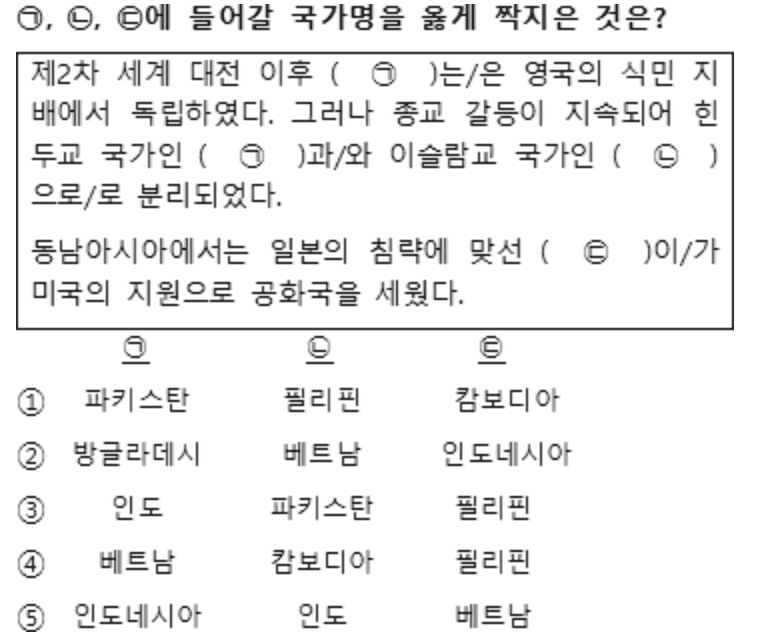 ㉠, ㉡, ㉢에 들어갈 국가명을 옳게 짝지은 것은?
제2차 세계 대전 이후 ( ㉠ )는/은 영국의 식민 지
배에서 독립하였다. 그러나 종교 갈등이 지속되어 힌
두교 국가인 ( ㉠ )과/와 이슬람교 국가인 ( ㉡ )
으로/로 분리되었다.
동남아시아에서는 일본의 침략에 맞선 ( ㉢ )이/가
미국의 지원으로 공화국을 세웠다.
㉠ ㉡ ㉢
① 파키스탄 필리핀 캄보디아
② 방글라데시 베트남 인도네시아
③ 인도 파키스탄 필리핀
④ 베트남 캄보디아 필리핀
⑤ 인도네시아 인도 베트남